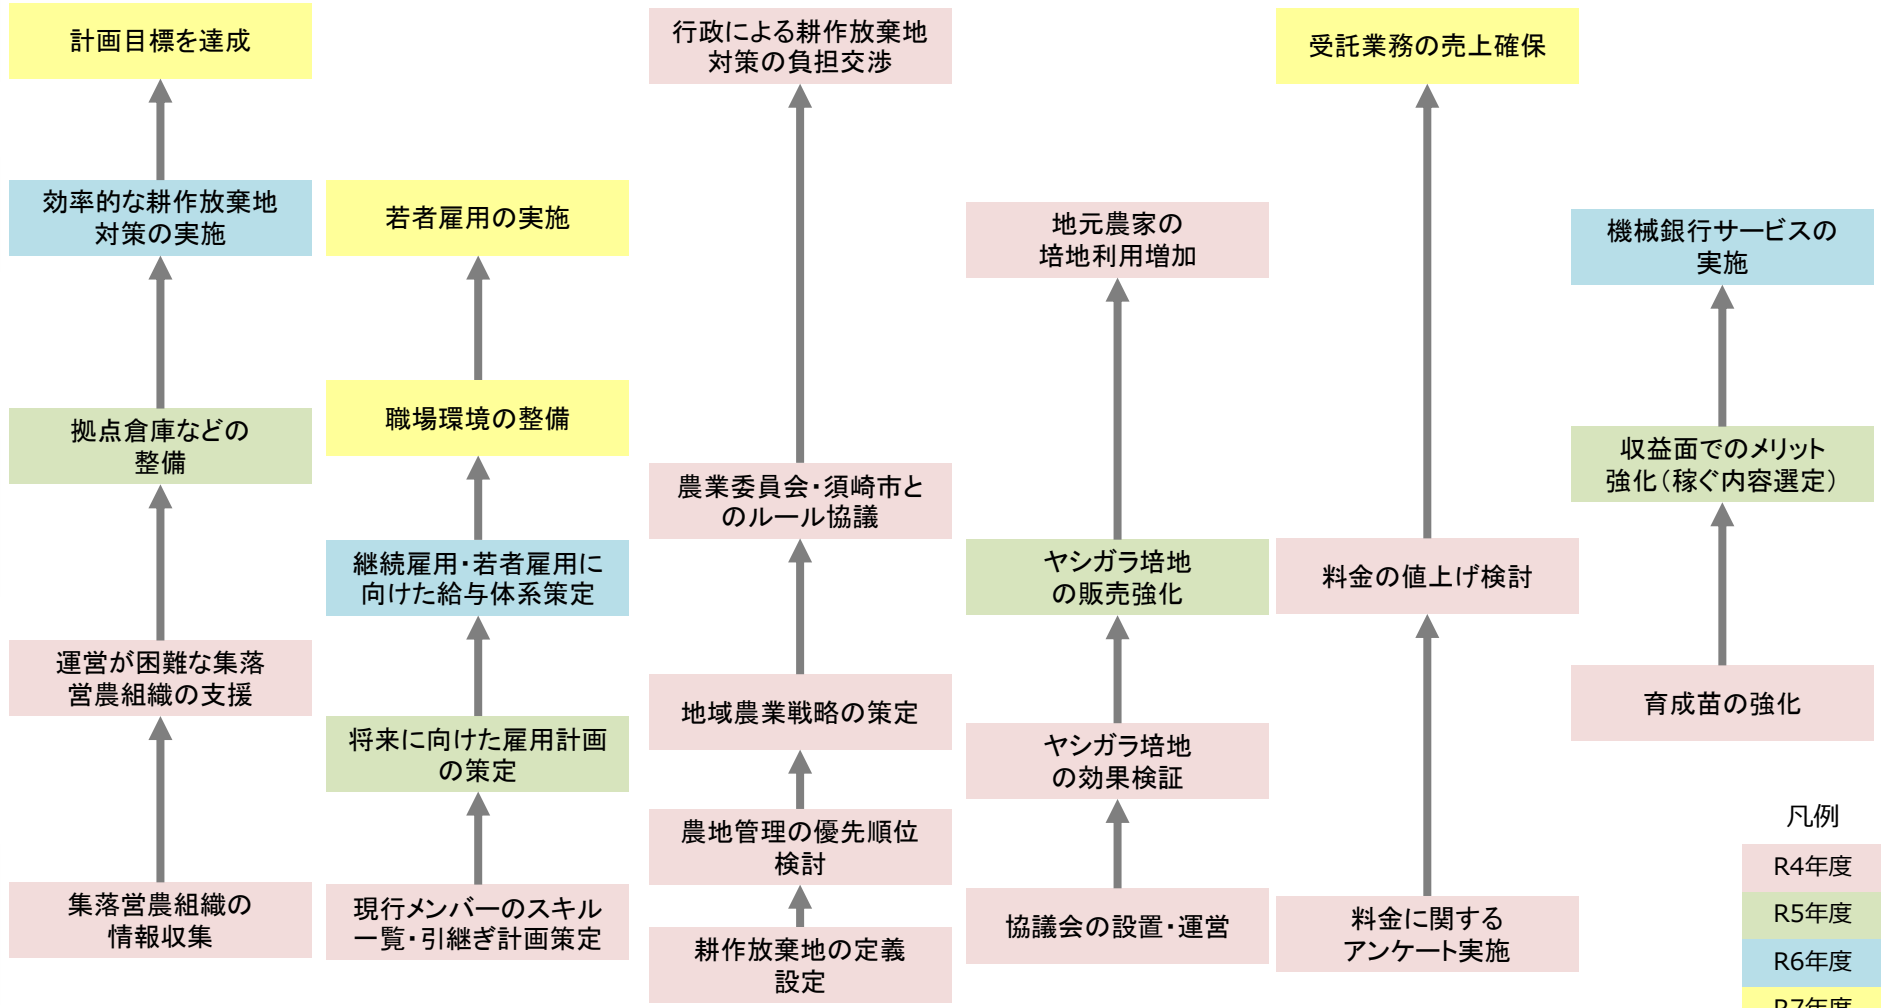 計画目標を達成
効率的な耕作放棄地
対策の実施
拠点倉庫などの
整備
運営が困難な集落
営農組織の支援
集落営農組織の
情報収集
若者雇用の実施
職場環境の整備
継続雇用・若者雇用に
向けた給与体系策定
将来に向けた雇用計画
の策定
現行メンバーのスキル
一覧・引継ぎ計画策定
行政による耕作放棄地
対策の負担交渉
農業委員会・須崎市と
のルール協議
地域農業戦略の策定
農地管理の優先順位
検討
耕作放棄地の定義
設定
地元農家の
培地利用増加
ヤシガラ培地
の販売強化
ヤシガラ培地
の効果検証
協議会の設置・運営
受託業務の売上確保
料金の値上げ検討
料金に関する
アンケート実施
機械銀行サービスの
実施
収益面でのメリット
強化（稼ぐ内容選定）
育成苗の強化
凡例
R4年度
R5年度
R6年度
R7年度